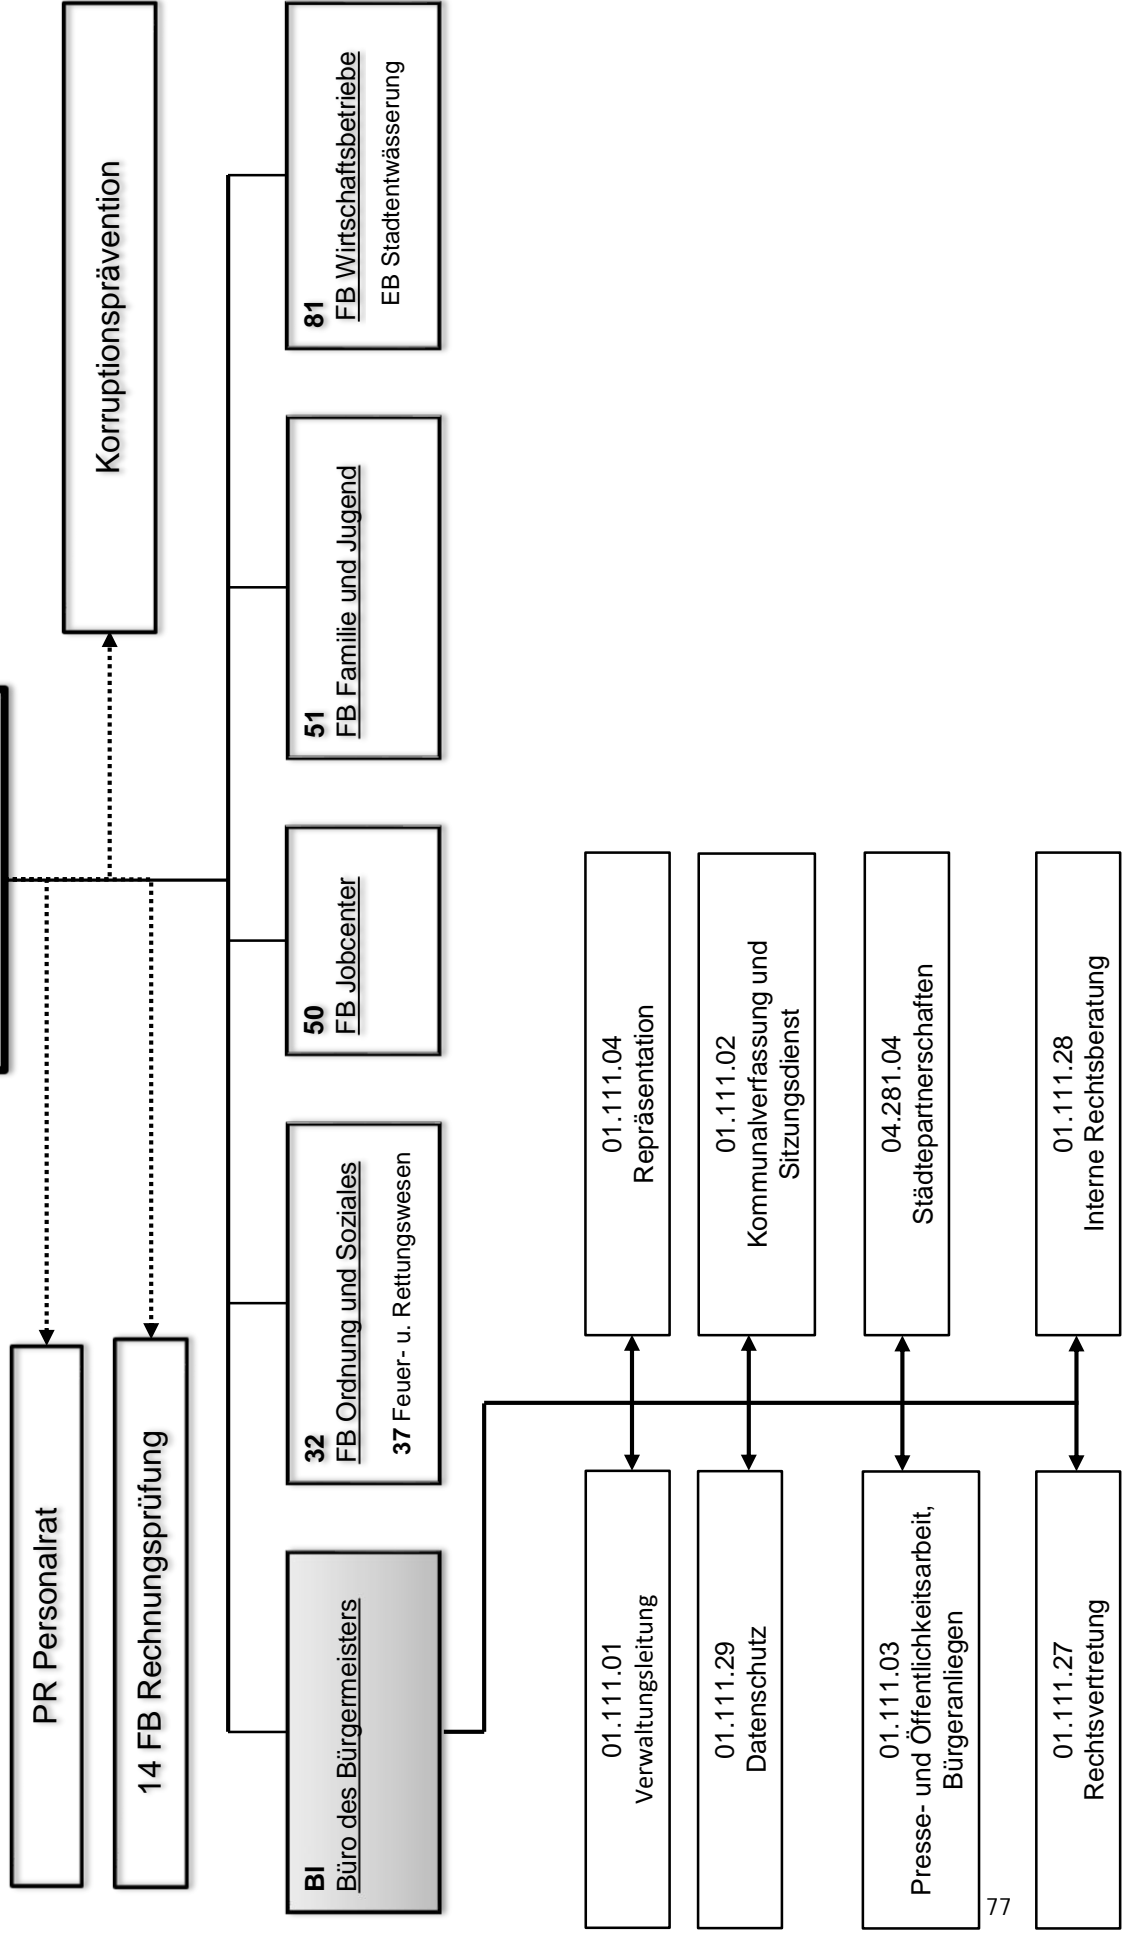 PR Personalrat
14 FB Rechnungsprüfung
Korruptionsprävention
BI
Büro des Bürgermeisters
32
FB Ordnung und Soziales
37 Feuer- u. Rettungswesen
50
FB Jobcenter
51
FB Familie und Jugend
81
FB Wirtschaftsbetriebe
EB Stadtentwässerung
01.111.01
Verwaltungsleitung
01.111.04
Repräsentation
01.111.29
Datenschutz
01.111.02
Kommunalverfassung und
Sitzungsdienst
01.111.03
Presse- und Öffentlichkeitsarbeit,
Bürgeranliegen
04.281.04
Städtepartnerschaften
01.111.27
Rechtsvertretung
01.111.28
Interne Rechtsberatung
77